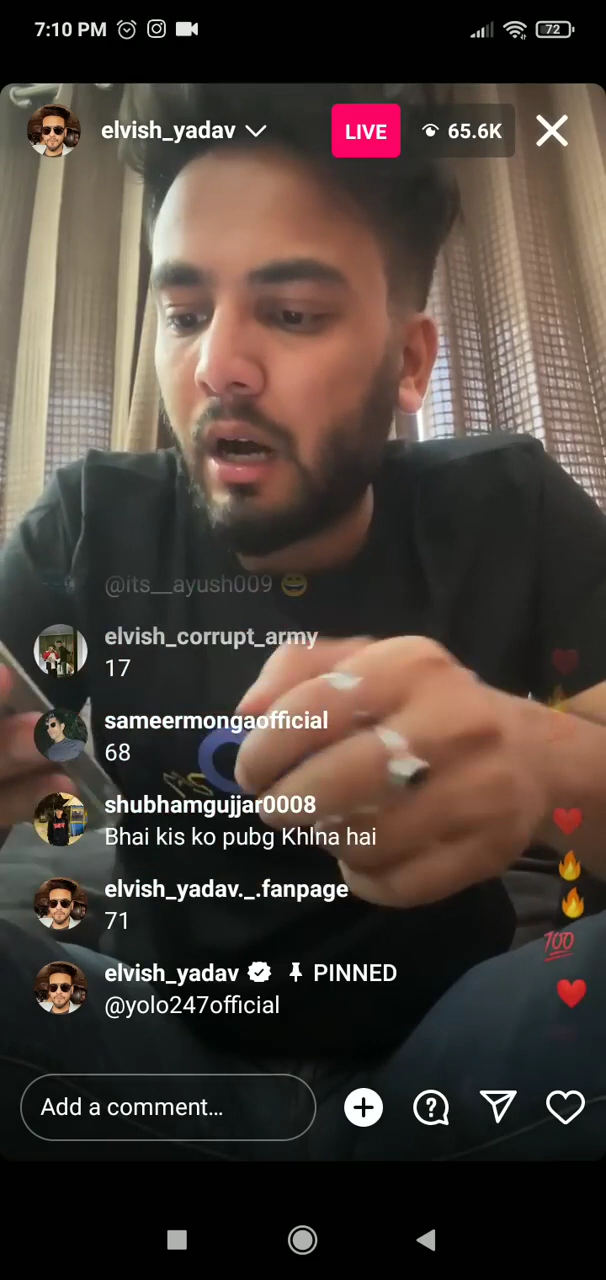 7:10 PM
72
elvish_yadav
LIVE
65.6K
@its__ayush009 😄
elvish_corrupt_army
17
sameermongaofficial
68
shubhamgujjar0008
Bhai kis ko pubg Khlna hai
elvish_yadav._.fanpage
71
elvish_yadav PINNED
@yolo247official
💯
Add a comment...